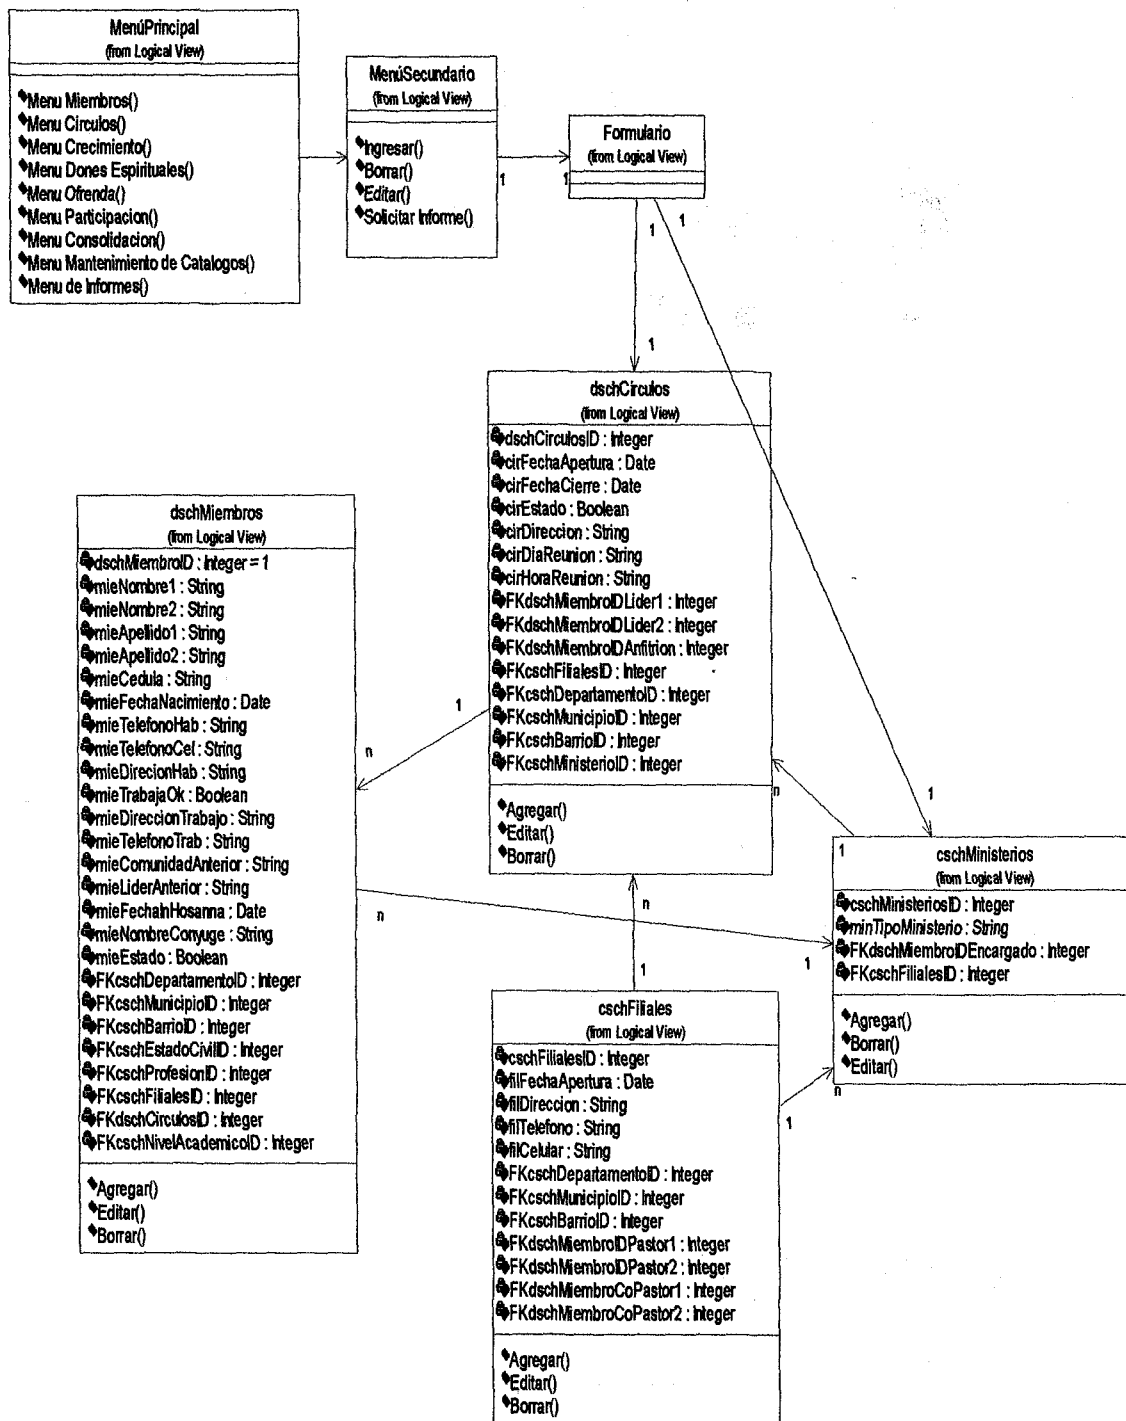 MenúPrincipal
(from Logical View)
Menu Miembros()
Menu Circulos()
Menu Crecimiento()
Menu Dones Espirituales()
Menu Ofrenda()
Menu Participacion()
Menu Consolidacion()
Menu Mantenimiento de Catalogos()
Menu de Informes()
MenúSecundario
(from Logical View)
Ingresar()
Borrar()
Editar()
Solicitar Informe()
1
1
Formulario
(from Logical View)
1
1
1
dschCirculos
(from Logical View)
dschCirculosID : Integer
cirFechaApertura : Date
cirFechaCierre : Date
cirEstado : Boolean
cirDireccion : String
cirDiaReunion : String
cirHoraReunion : String
FKdschMiembroIDLider1 : Integer
FKdschMiembroIDLider2 : Integer
FKdschMiembroIDAnfitrion : Integer
FKcschFilialesID : Integer
FKcschDepartamentoID : Integer
FKcschMunicipioID : Integer
FKcschBarrioID : Integer
FKcschMinisterioID : Integer
Agregar()
Editar()
Borrar()
dschMiembros
(from Logical View)
dschMiembroID : Integer = 1
mieNombre1 : String
mieNombre2 : String
mieApellido1 : String
mieApellido2 : String
mieCedula : String
mieFechaNacimiento : Date
mieTelefonoHab : String
mieTelefonoCel : String
mieDirecionHab : String
mieTrabajaOk : Boolean
mieDireccionTrabajo : String
mieTelefonoTrab : String
mieComunidadAnterior : String
mieLiderAnterior : String
mieFechaInHosanna : Date
mieNombreConyuge : String
mieEstado : Boolean
FKcschDepartamentoID : Integer
FKcschMunicipioID : Integer
FKcschBarrioID : Integer
FKcschEstadoCivilID : Integer
FKcschProfesionID : Integer
FKcschFilialesID : Integer
FKdschCirculosID : Integer
FKcschNivelAcademicoID : Integer
Agregar()
Editar()
Borrar()
1
n
n
1
n
1
1
n
1
cschMinisterios
(from Logical View)
cschMinisteriosID : Integer
minTipoMinisterio : String
FKdschMiembroIDEncargado : Integer
FKcschFilialesID : Integer
Agregar()
Borrar()
Editar()
cschFiliales
(from Logical View)
cschFilialesID : Integer
filFechaApertura : Date
filDireccion : String
filTelefono : String
filCelular : String
FKcschDepartamentoID : Integer
FKcschMunicipioID : Integer
FKcschBarrioID : Integer
FKdschMiembroIDPastor1 : Integer
FKdschMiembroIDPastor2 : Integer
FKdschMiembroCoPastor1 : Integer
FKdschMiembroCoPastor2 : Integer
Agregar()
Editar()
Borrar()
1
n